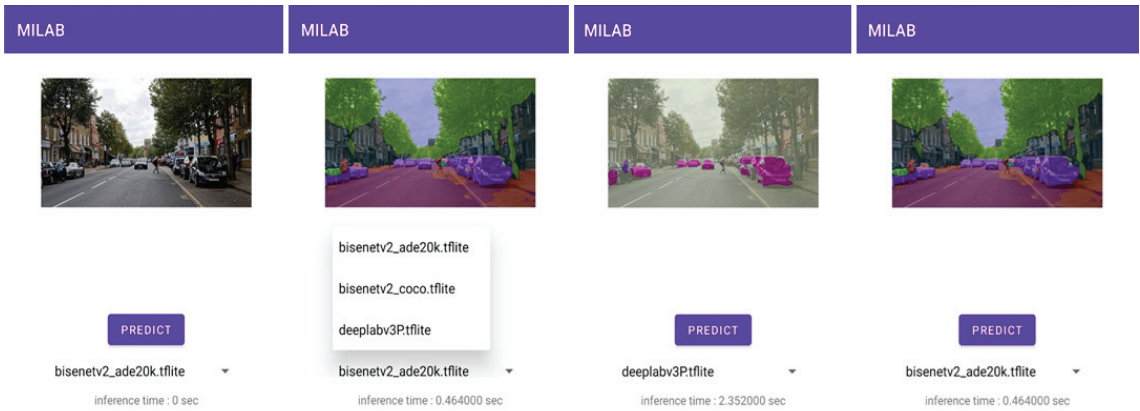 MILAB
PREDICT
bisenetv2_ade20k.tflite
inference time : 0 sec
MILAB
bisenetv2_ade20k.tflite
bisenetv2_coco.tflite
deeplabv3P.tflite
bisenetv2_ade20k.tflite
inference time : 0.464000 sec
MILAB
PREDICT
deeplabv3P.tflite
inference time : 2.352000 sec
MILAB
PREDICT
bisenetv2_ade20k.tflite
inference time : 0.464000 sec